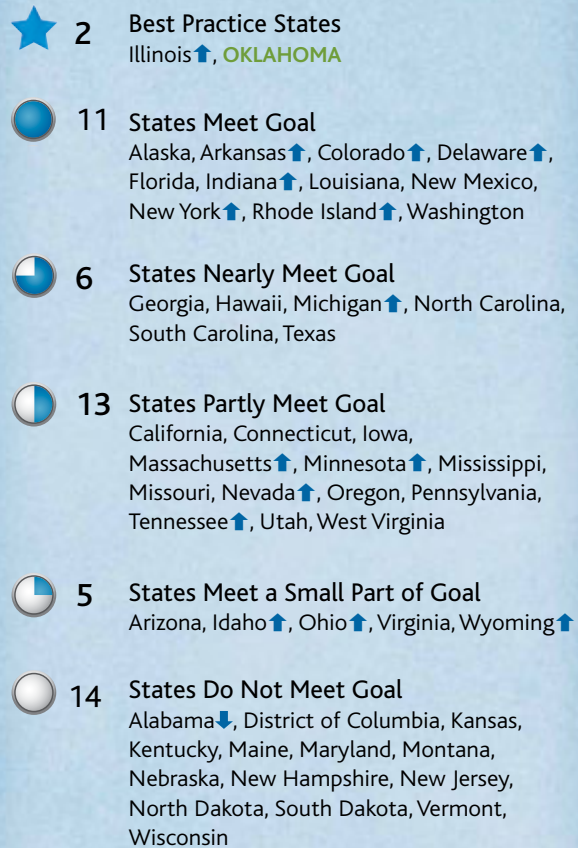 2 Best Practice States
Illinois⬆, OKLAHOMA
11 States Meet Goal
Alaska, Arkansas⬆, Colorado⬆, Delaware⬆,
Florida, Indiana⬆, Louisiana, New Mexico,
New York⬆, Rhode Island⬆, Washington
6 States Nearly Meet Goal
Georgia, Hawaii, Michigan⬆, North Carolina,
South Carolina, Texas
13 States Partly Meet Goal
California, Connecticut, Iowa,
Massachusetts⬆, Minnesota⬆, Mississippi,
Missouri, Nevada⬆, Oregon, Pennsylvania,
Tennessee⬆, Utah, West Virginia
5 States Meet a Small Part of Goal
Arizona, Idaho⬆, Ohio⬆, Virginia, Wyoming⬆
14 States Do Not Meet Goal
Alabama⬇, District of Columbia, Kansas,
Kentucky, Maine, Maryland, Montana,
Nebraska, New Hampshire, New Jersey,
North Dakota, South Dakota, Vermont,
Wisconsin